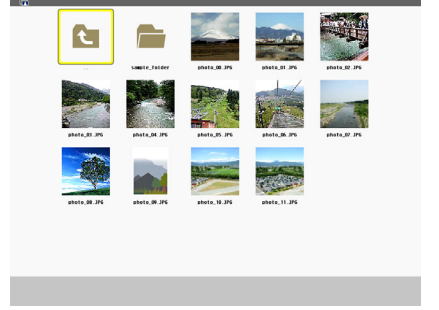 ..
sample_folder
photo_00.JPG
photo_01.JPG
photo_02.JPG
photo_03.JPG
photo_04.JPG
photo_05.JPG
photo_06.JPG
photo_07.JPG
photo_08.JPG
photo_09.JPG
photo_10.JPG
photo_11.JPG